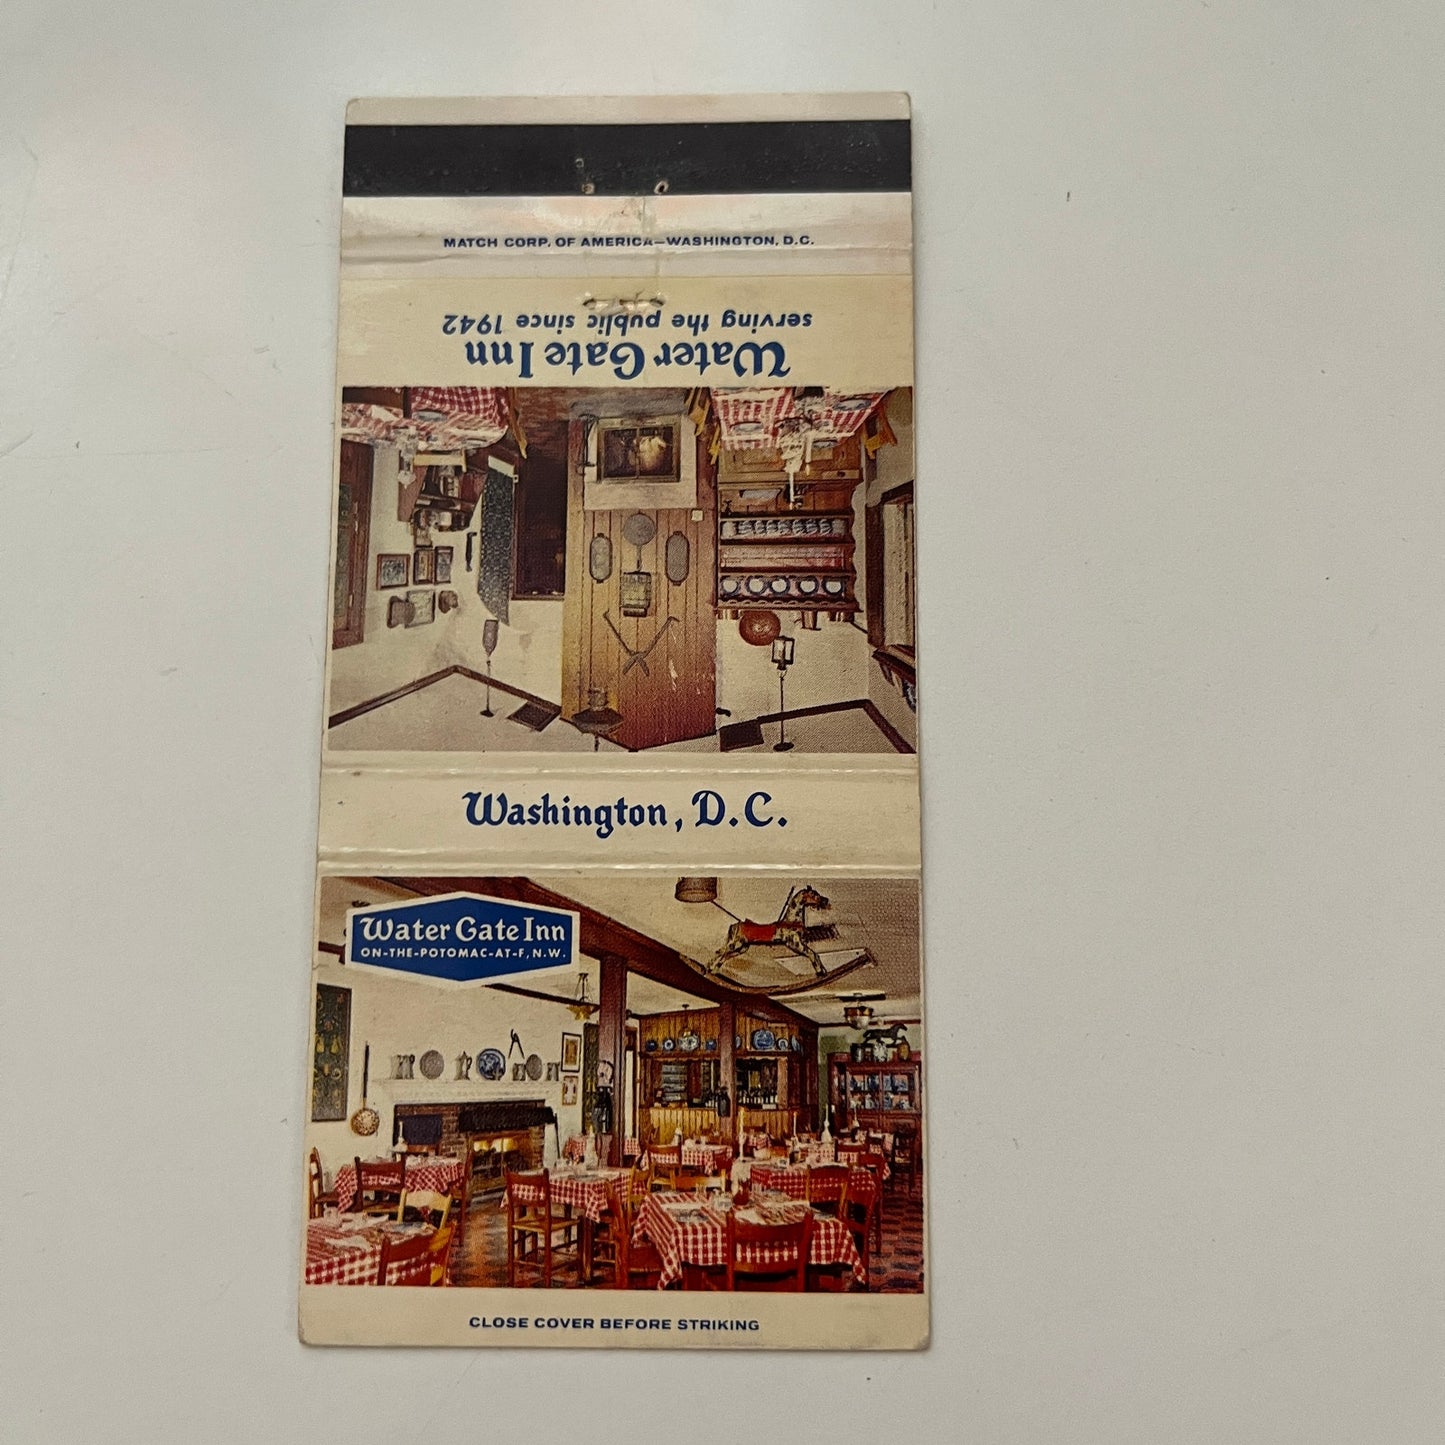 MATCH CORP. OF AMERICA—WASHINGTON, D.C.
Water Gate Inn
serving the public since 1942
Washington, D.C.
Water Gate Inn
ON-THE-POTOMAC-AT-F, N.W.
CLOSE COVER BEFORE STRIKING